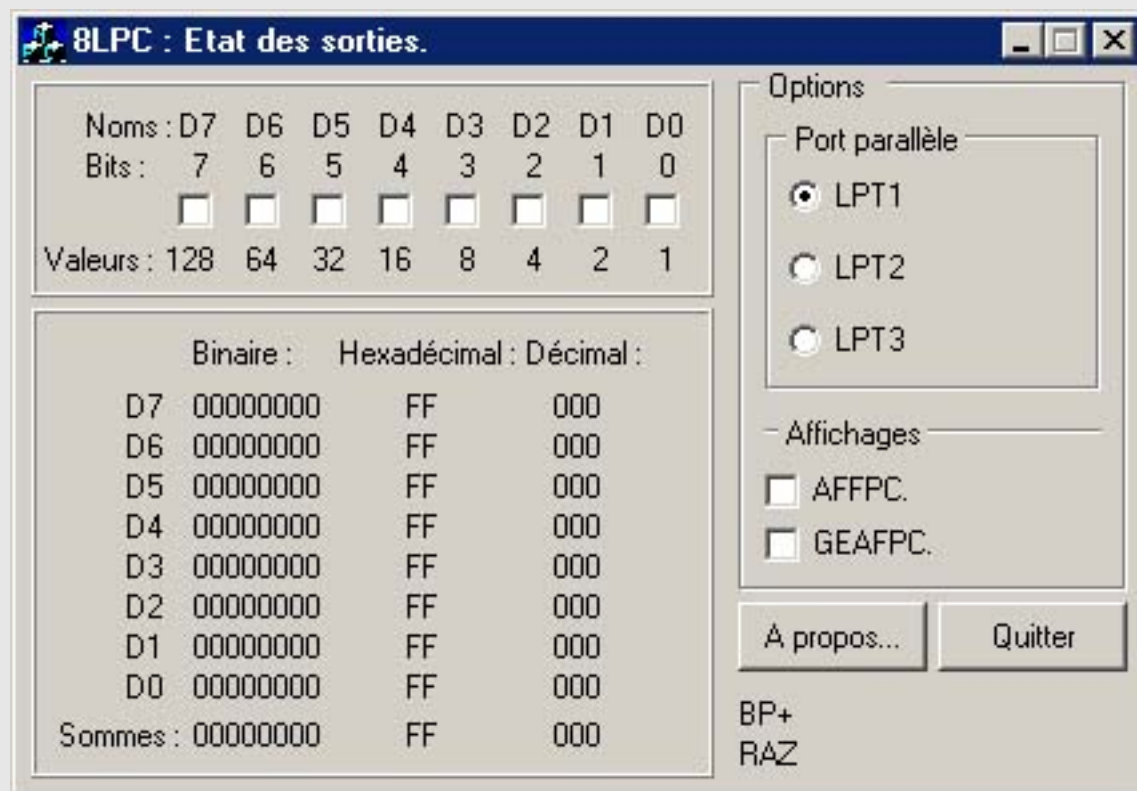 8LPC : Etat des sorties.
Noms : D7 D6 D5 D4 D3 D2 D1 D0
Bits : 7 6 5 4 3 2 1 0
Valeurs : 128 64 32 16 8 4 2 1
Binaire : Hexadécimal : Décimal :
D7 00000000 FF 000
D6 00000000 FF 000
D5 00000000 FF 000
D4 00000000 FF 000
D3 00000000 FF 000
D2 00000000 FF 000
D1 00000000 FF 000
D0 00000000 FF 000
Sommes : 00000000 FF 000
Options
Port parallèle
LPT1
LPT2
LPT3
Affichages
AFFPC.
GEAFPC.
A propos... Quitter
BP+
RAZ